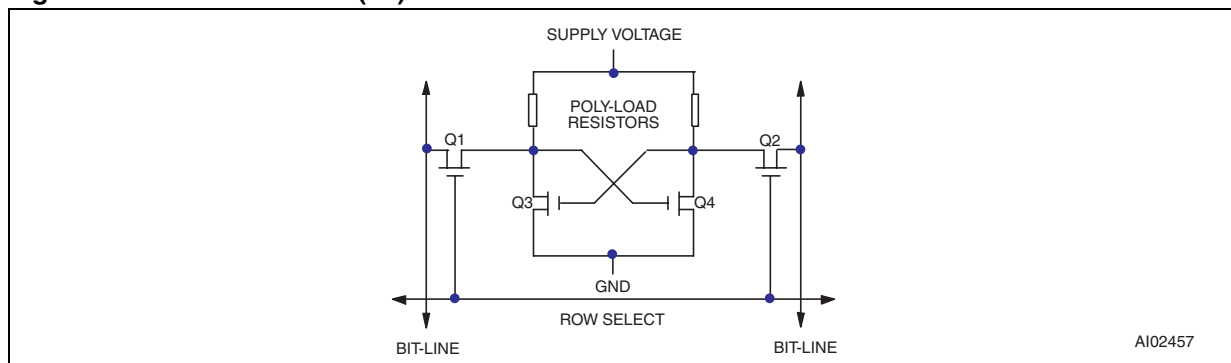 SUPPLY VOLTAGE
POLY-LOAD
RESISTORS
Q1
Q2
Q3
Q4
GND
ROW SELECT
BIT-LINE
BIT-LINE
AI02457